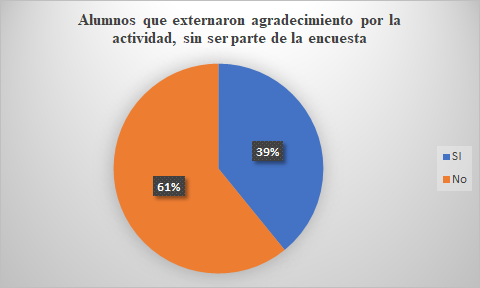 Alumnos que externaron agradecimiento por la
actividad, sin ser parte de la encuesta
39%
61%
SI
No